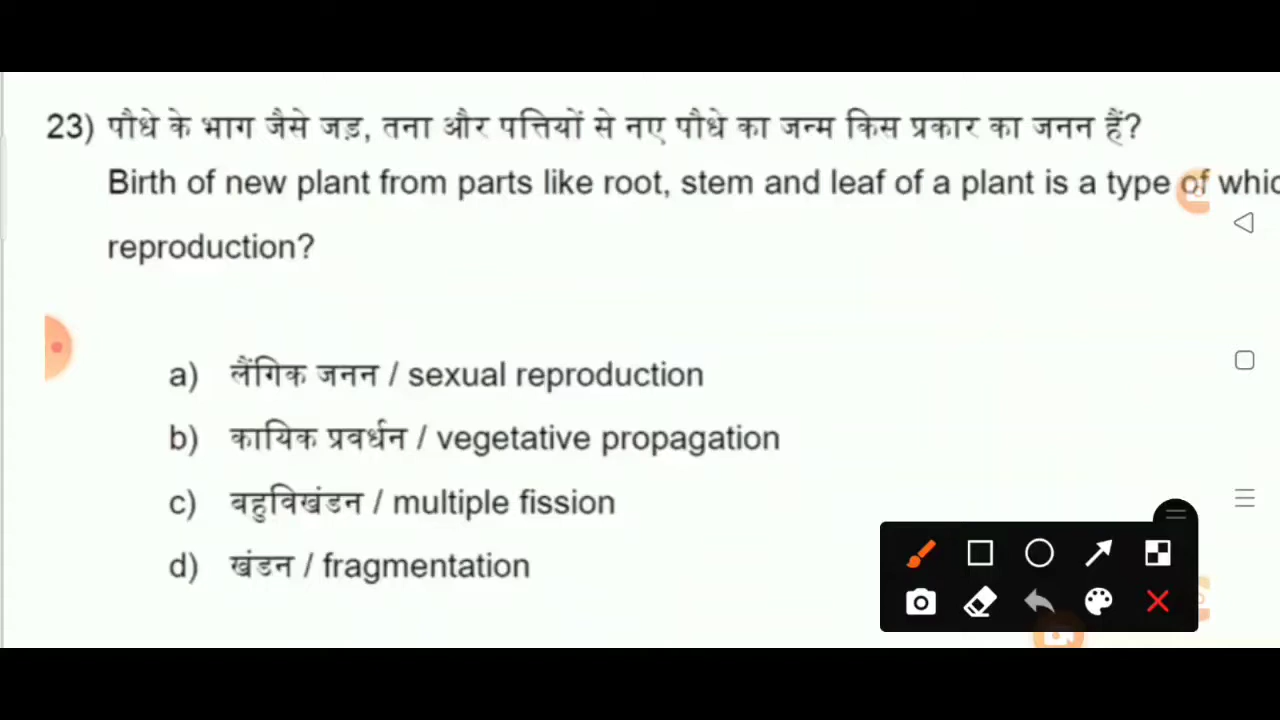 23) पौधे के भाग जैसे जड़, तना और पत्तियों से नए पौधे का जन्म किस प्रकार का जनन हैं?
Birth of new plant from parts like root, stem and leaf of a plant is a type of whic
reproduction?
a) लैंगिक जनन / sexual reproduction
b) कायिक प्रवर्धन / vegetative propagation
c) बहुविखंडन / multiple fission
d) खंडन / fragmentation